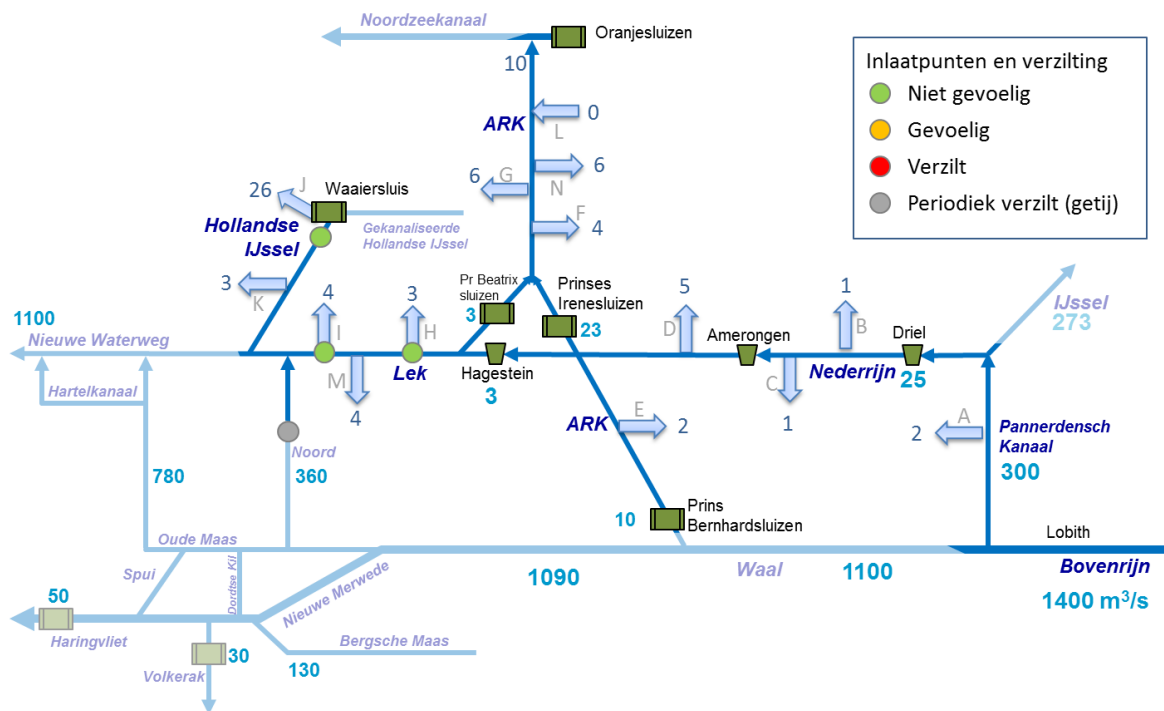 Noordzeekanaal
Oranjesluizen
10
ARK
0
L
6
G
6
N
F
4
Inlaatpunten en verzilting
Niet gevoelig
Gevoelig
Verzilt
Periodiek verzilt (getij)
26
J
Waaiersluis
Hollandse
IJssel
Gekanaliseerde
Hollandse IJssel
3
K
4
I
3
H
Pr Beatrix
sluizen
3
Prinses
Irenesluizen
23
5
D
Amerongen
1
B
Driel
IJssel
273
1100
Nieuwe Waterweg
Hartelkanaal
M
4
Lek
Hagestein
3
C
1
Nederrijn
25
ARK
E
2
2
A
Pannerdensch
Kanaal
300
Noord
780
360
10
Prins
Bernhardsluizen
Lobith
Oude Maas
Spui
Dordtse Kil
Nieuwe Merwede
1090
Waal
1100
Bovenrijn
1400 m³/s
50
Haringvliet
30
Volkerak
Bergsche Maas
130